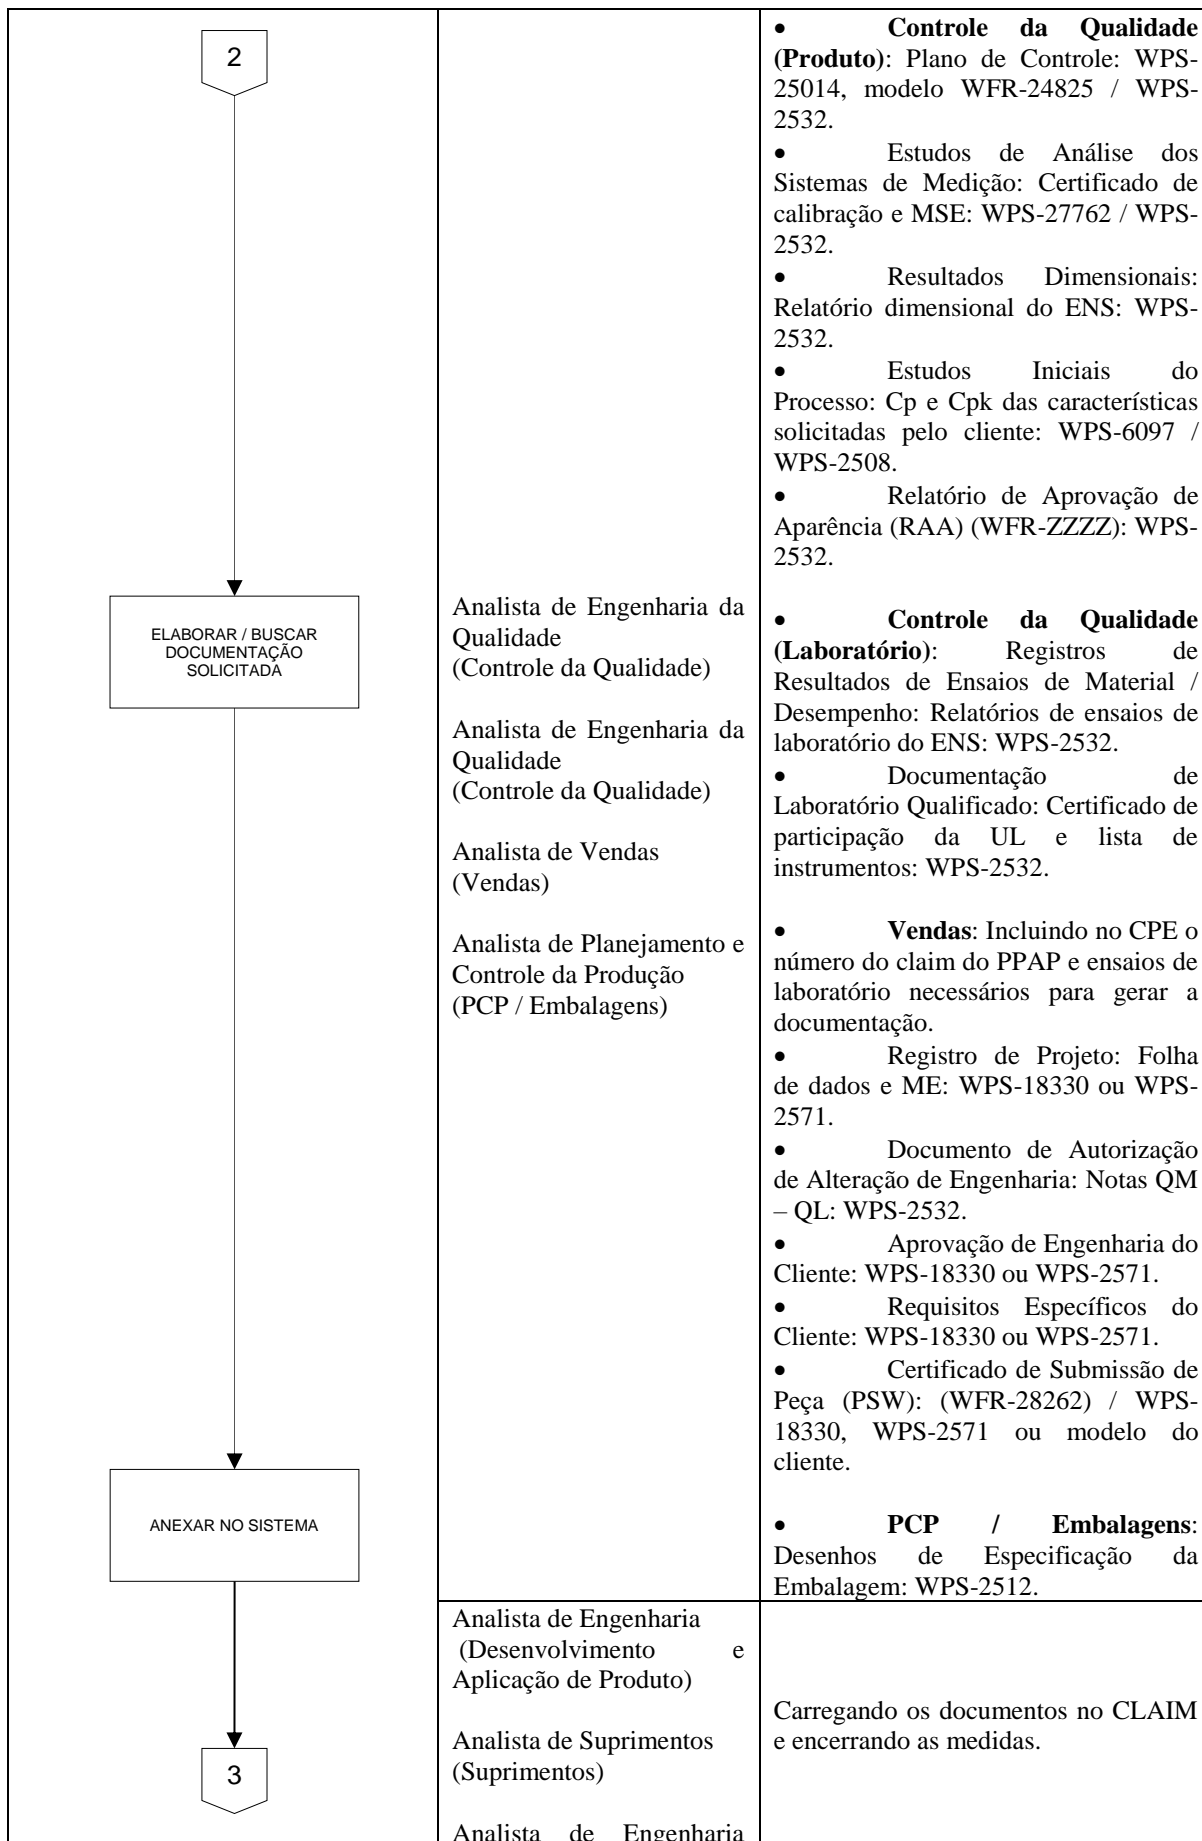 2
ELABORAR / BUSCAR
DOCUMENTAÇÃO
SOLICITADA
ANEXAR NO SISTEMA
3
Analista de Engenharia da
Qualidade
(Controle da Qualidade)
Analista de Engenharia da
Qualidade
(Controle da Qualidade)
Analista de Vendas
(Vendas)
Analista de Planejamento e
Controle da Produção
(PCP / Embalagens)
• Controle da Qualidade
(Produto): Plano de Controle: WPS-
25014, modelo WFR-24825 / WPS-
2532.
• Estudos de Análise dos
Sistemas de Medição: Certificado de
calibração e MSE: WPS-27762 / WPS-
2532.
• Resultados Dimensionais:
Relatório dimensional do ENS: WPS-
2532.
• Estudos Iniciais do
Processo: Cp e Cpk das características
solicitadas pelo cliente: WPS-6097 /
WPS-2508.
• Relatório de Aprovação de
Aparência (RAA) (WFR-ZZZZ): WPS-
2532.
• Controle da Qualidade
(Laboratório): Registros de
Resultados de Ensaios de Material /
Desempenho: Relatórios de ensaios de
laboratório do ENS: WPS-2532.
• Documentação de
Laboratório Qualificado: Certificado de
participação da UL e lista de
instrumentos: WPS-2532.
• Vendas: Incluindo no CPE o
número do claim do PPAP e ensaios de
laboratório necessários para gerar a
documentação.
• Registro de Projeto: Folha
de dados e ME: WPS-18330 ou WPS-
2571.
• Documento de Autorização
de Alteração de Engenharia: Notas QM
– QL: WPS-2532.
• Aprovação de Engenharia do
Cliente: WPS-18330 ou WPS-2571.
• Requisitos Específicos do
Cliente: WPS-18330 ou WPS-2571.
• Certificado de Submissão de
Peça (PSW): (WFR-28262) / WPS-
18330, WPS-2571 ou modelo do
cliente.
• PCP / Embalagens:
Desenhos de Especificação da
Embalagem: WPS-2512.
Analista de Engenharia
(Desenvolvimento e
Aplicação de Produto)
Analista de Suprimentos
(Suprimentos)
Analista de Engenharia
Carregando os documentos no CLAIM
e encerrando as medidas.